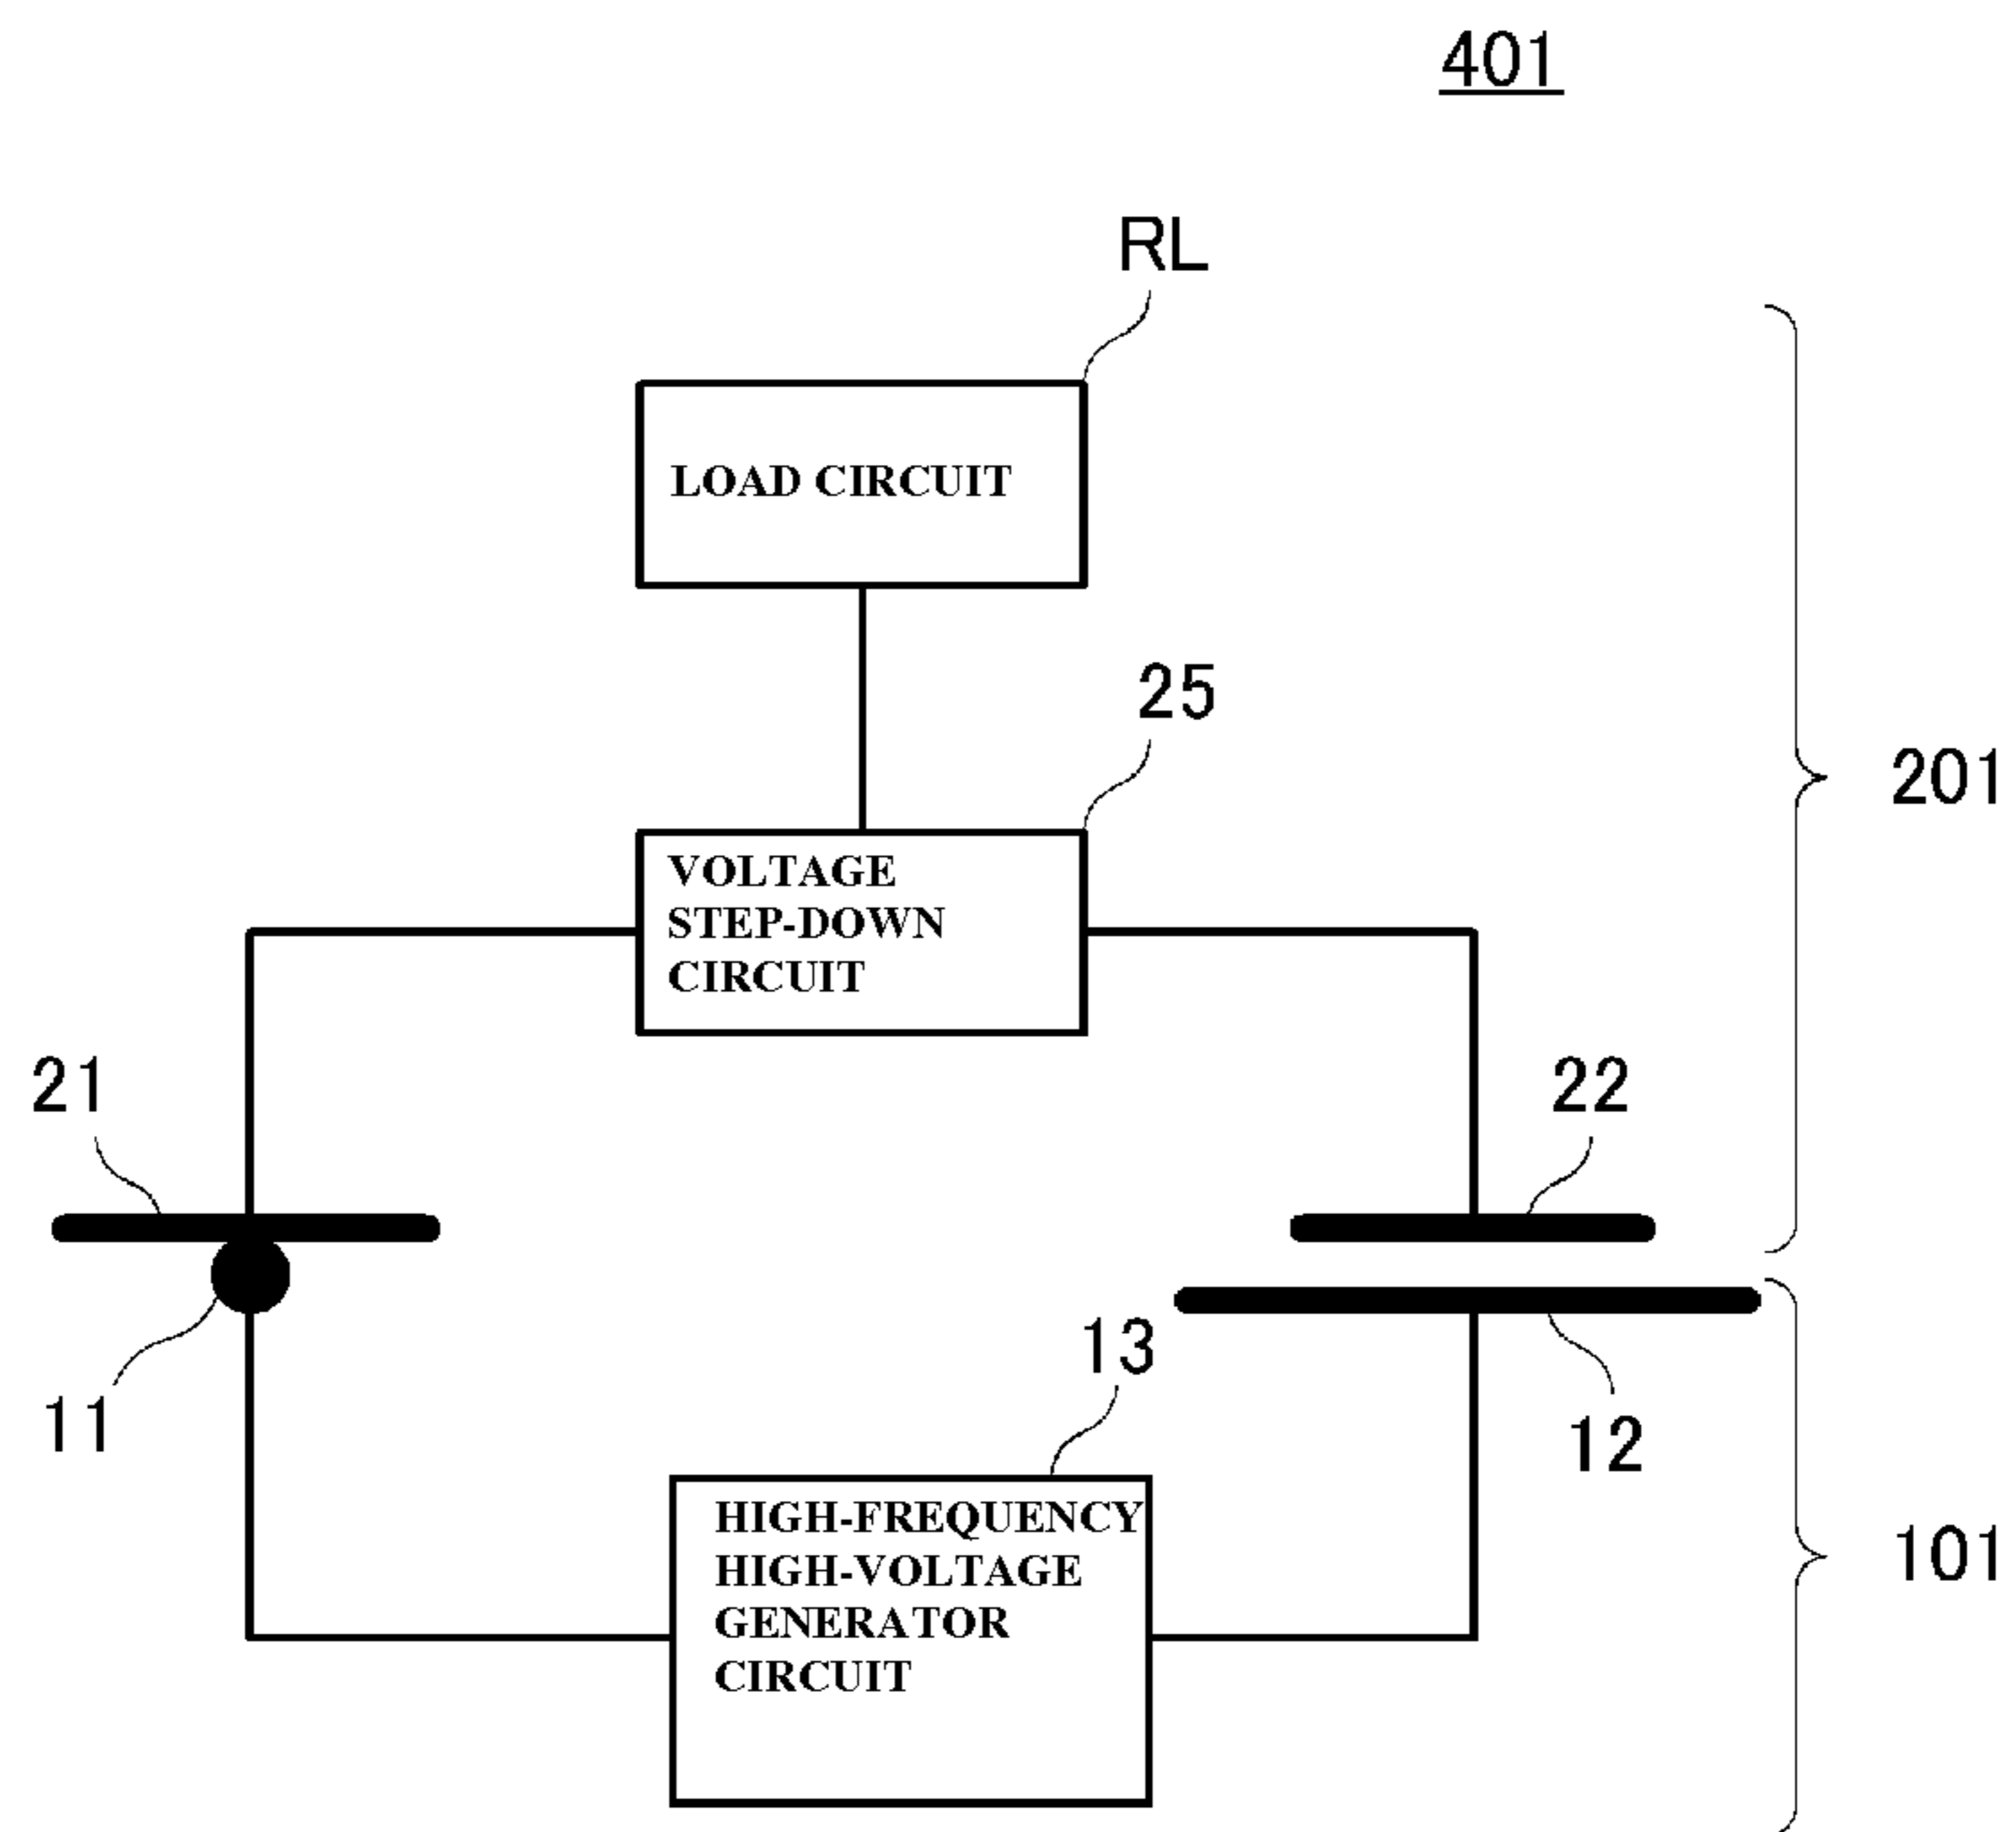 401
RL
LOAD CIRCUIT
25
201
VOLTAGE
STEP-DOWN
CIRCUIT
21
22
13
11
12
HIGH-FREQUENCY
HIGH-VOLTAGE
GENERATOR
CIRCUIT
101